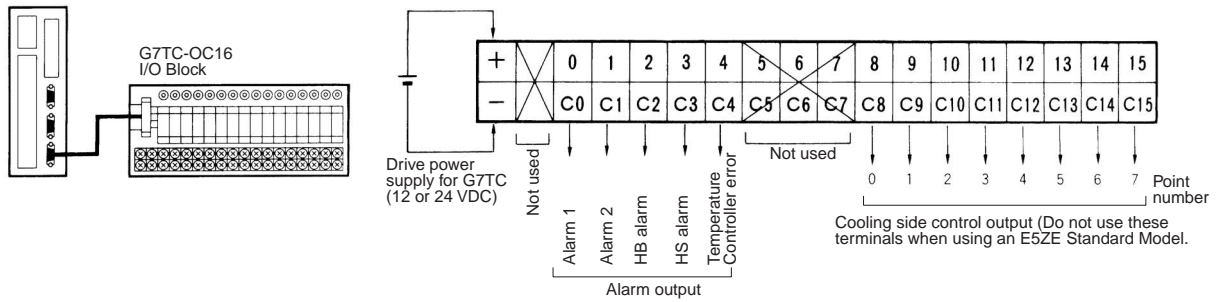 G7TC-OC16
I/O Block
+ 0 1 2 3 4 5 6 7 8 9 10 11 12 13 14 15
− C0 C1 C2 C3 C4 C5 C6 C7 C8 C9 C10 C11 C12 C13 C14 C15
Drive power
supply for G7TC
(12 or 24 VDC)
Not used
Alarm 1
Alarm 2
HB alarm
HS alarm
Temperature
Controller error
Alarm output
Not used
0 1 2 3 4 5 6 7 Point
number
Cooling side control output (Do not use these
terminals when using an E5ZE Standard Model.